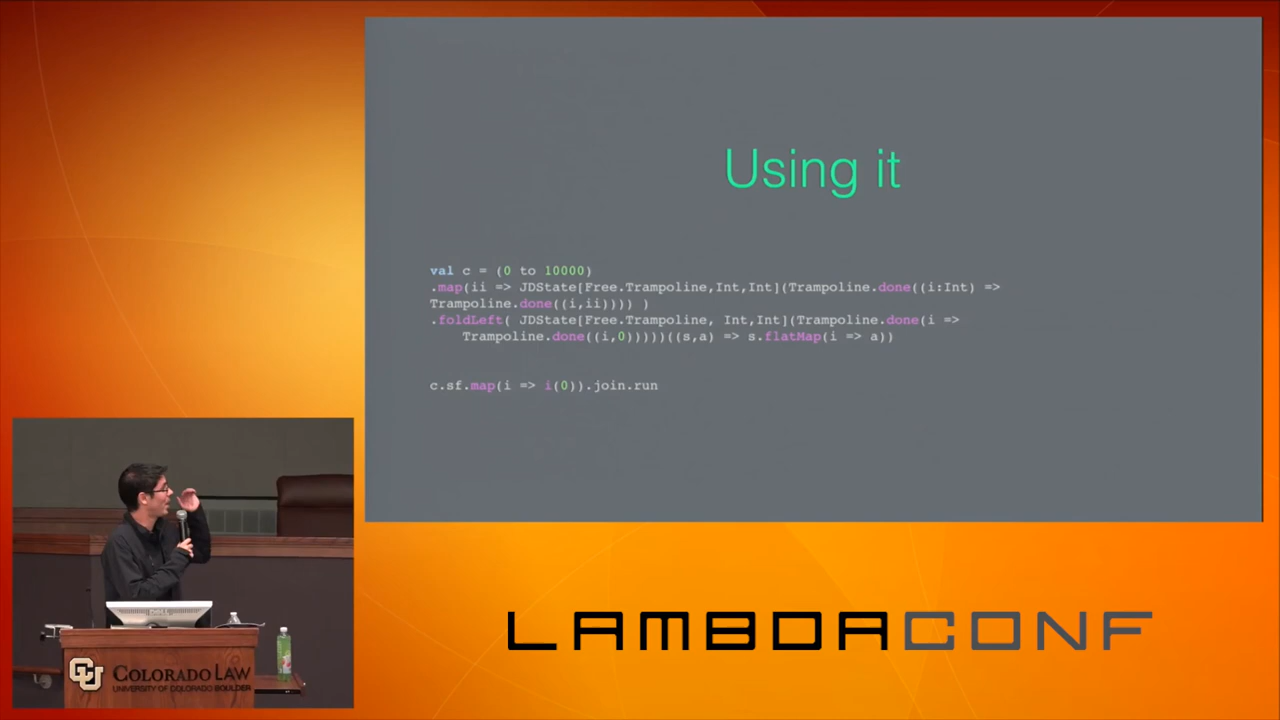 Using it
val c = (0 to 10000)
.map(ii => JDState[Free.Trampoline,Int,Int](Trampoline.done((i:Int) =>
Trampoline.done((i,ii)))) )
.foldLeft( JDState[Free.Trampoline, Int,Int](Trampoline.done(i =>
Trampoline.done((i,0)))))((s,a) => s.flatMap(i => a))
c.sf.map(i => i(0)).join.run
DELL
CU
COLORADO LAW
UNIVERSITY OF COLORADO BOULDER
LAMBDACONF